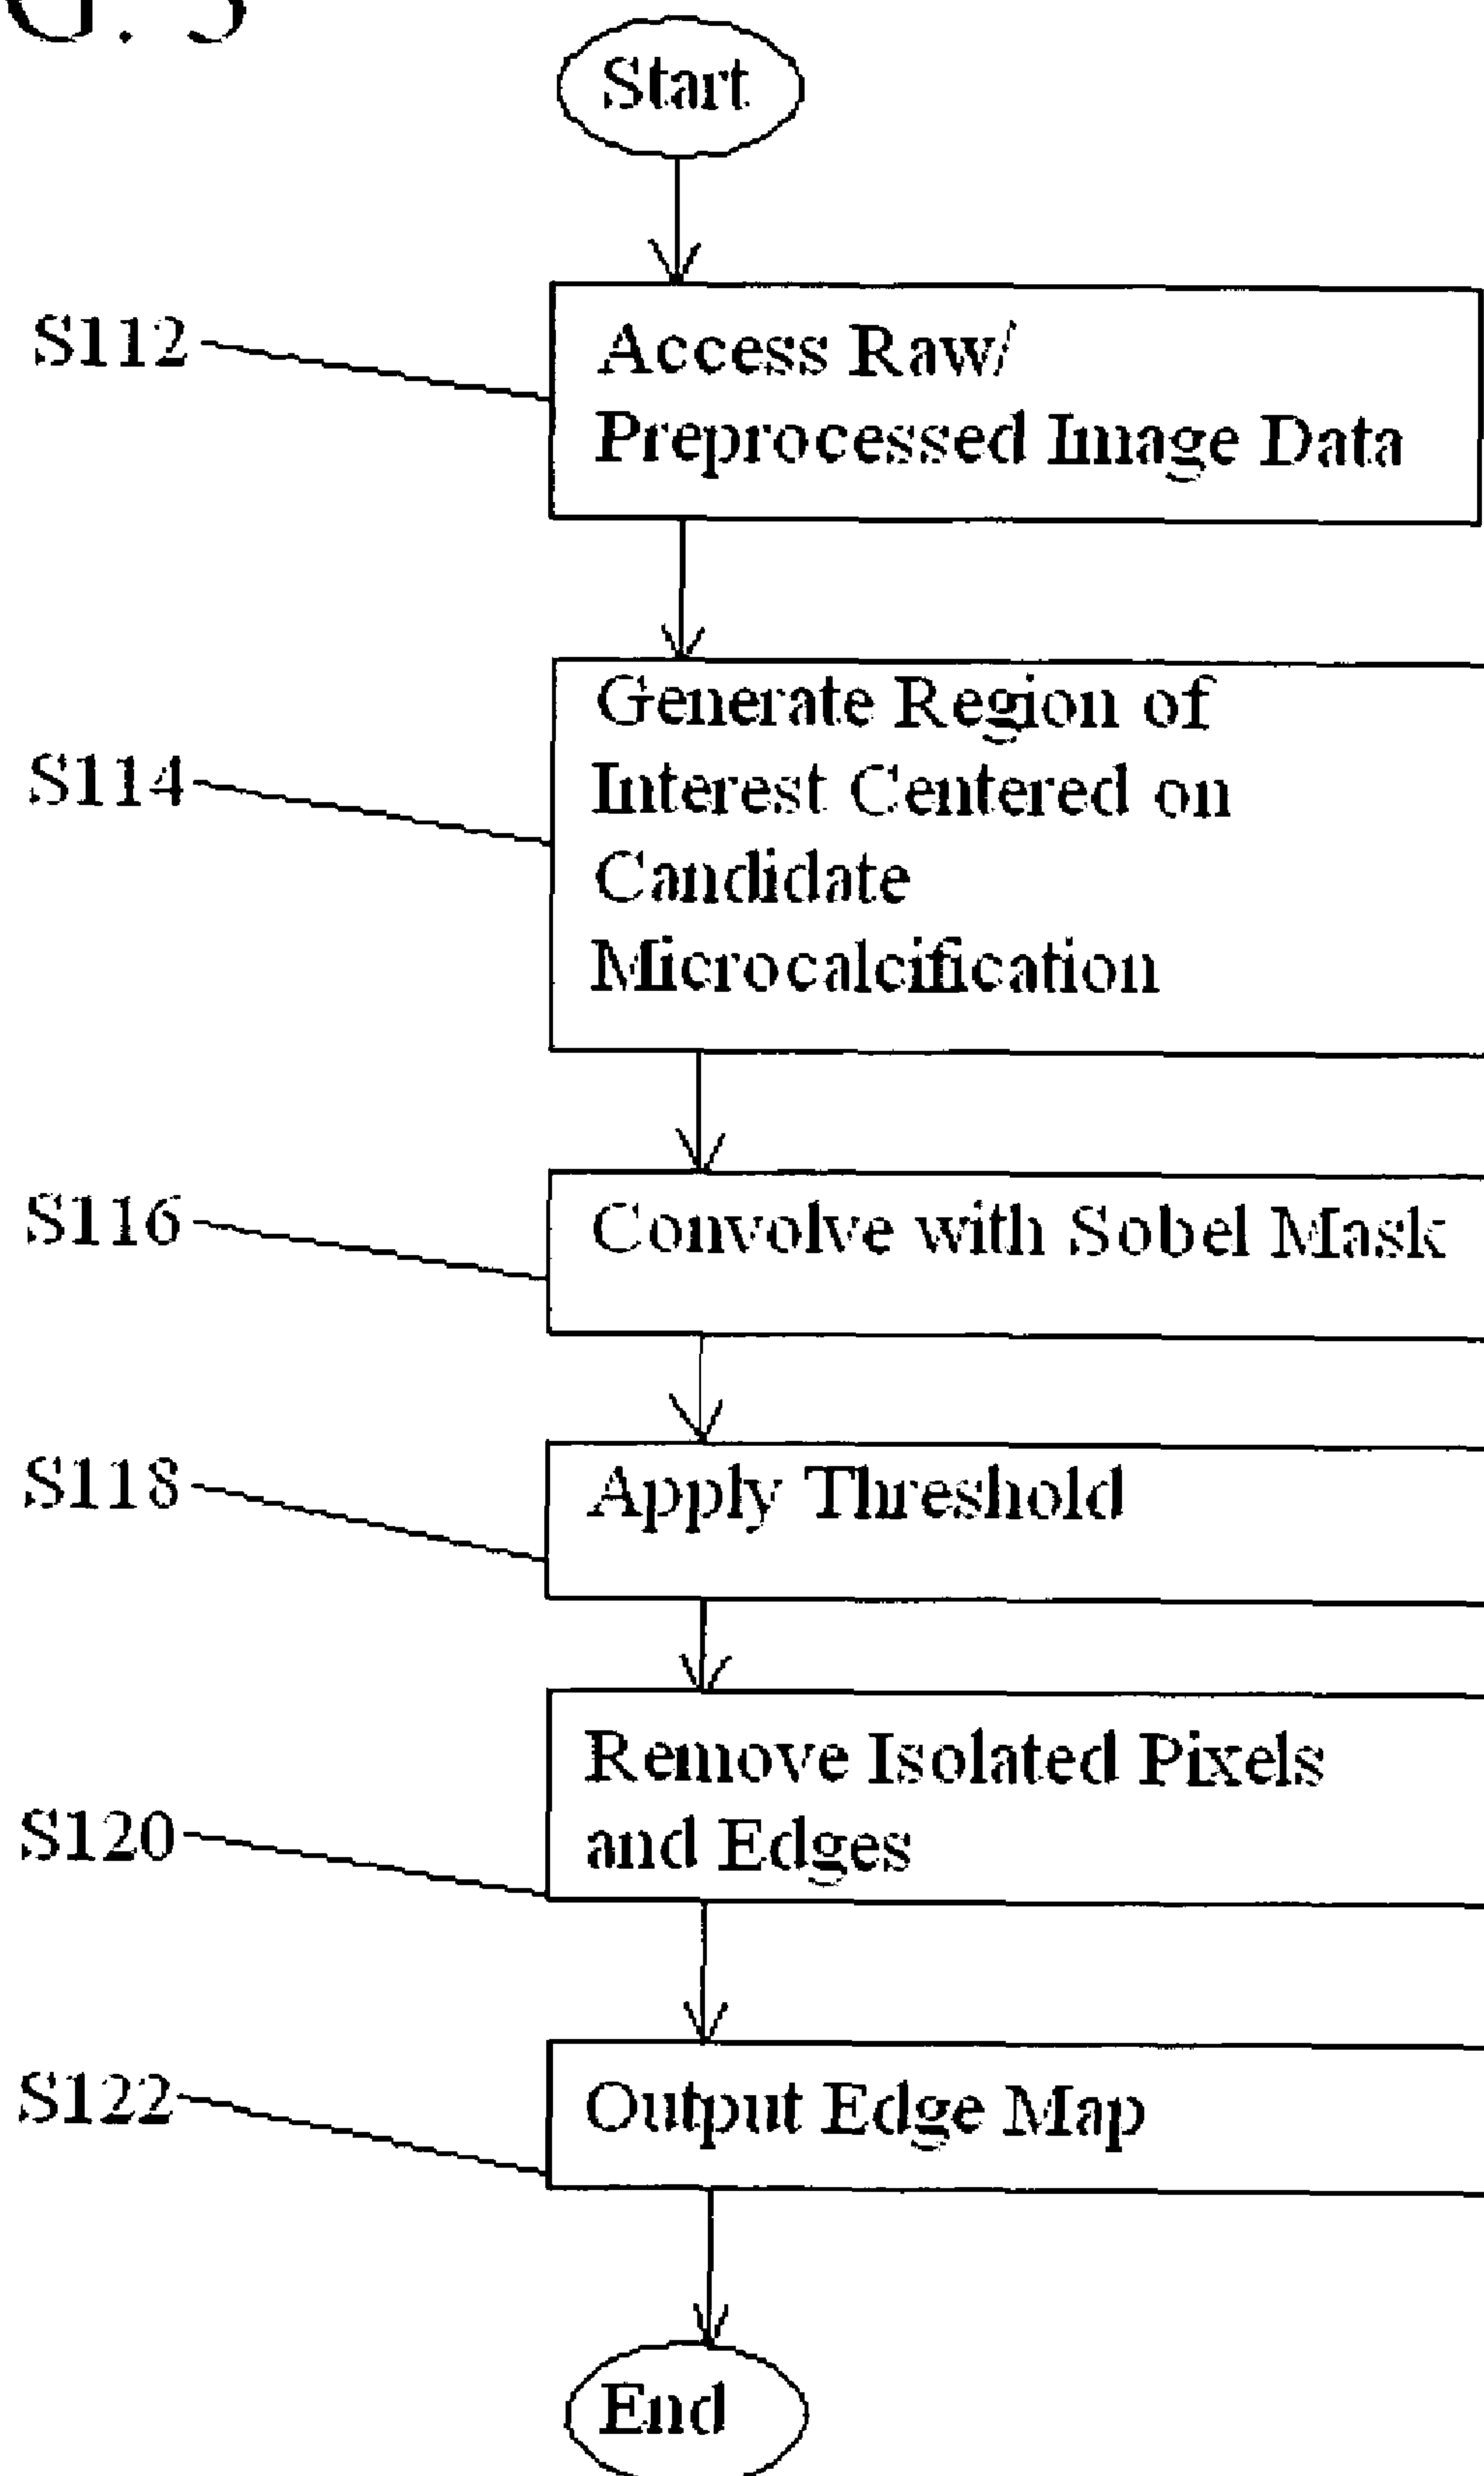 Start
S112
Access Raw/
Preprocessed Image Data
S114
Generate Region of
Interest Centered on
Candidate
Microcalcification
S116
Convolve with Sobel Mask
S118
Apply Threshold
S120
Remove Isolated Pixels
and Edges
S122
Output Edge Map
End